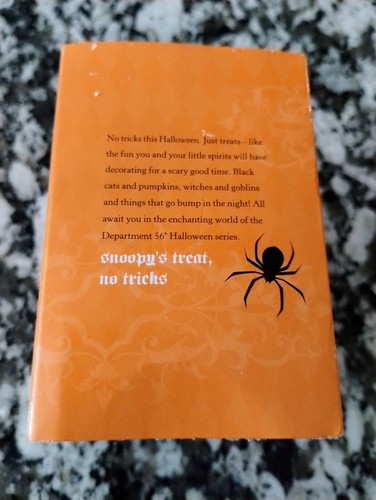 No tricks this Halloween. Just treats – like
the fun you and your little spirits will have
decorating for a scary good time. Black
cats and pumpkins, witches and goblins
and things that go bump in the night! All
await you in the enchanting world of the
Department 56® Halloween series.
snoopy's treat,
no tricks